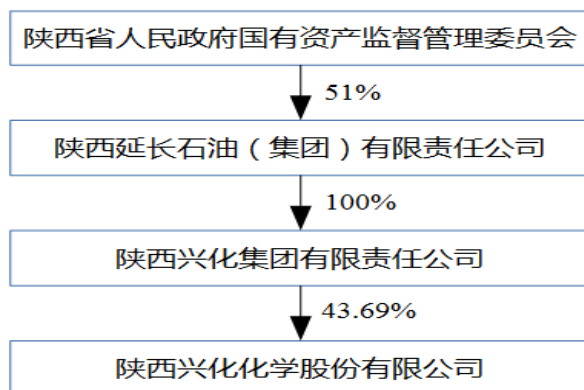 陕西省人民政府国有资产监督管理委员会
51%
陕西延长石油（集团）有限责任公司
100%
陕西兴化集团有限责任公司
43.69%
陕西兴化化学股份有限公司